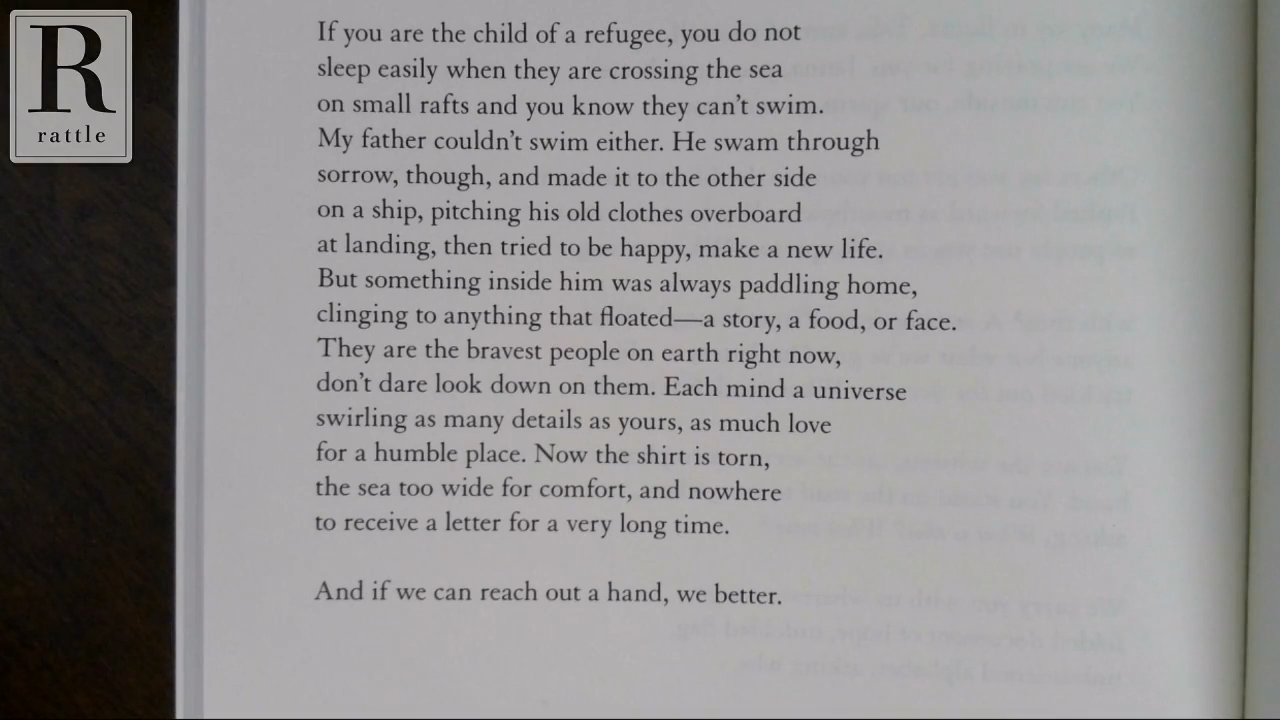 R
rattle
If you are the child of a refugee, you do not
sleep easily when they are crossing the sea
on small rafts and you know they can't swim.
My father couldn't swim either. He swam through
sorrow, though, and made it to the other side
on a ship, pitching his old clothes overboard
at landing, then tried to be happy, make a new life.
But something inside him was always paddling home,
clinging to anything that floated—a story, a food, or face.
They are the bravest people on earth right now,
don't dare look down on them. Each mind a universe
swirling as many details as yours, as much love
for a humble place. Now the shirt is torn,
the sea too wide for comfort, and nowhere
to receive a letter for a very long time.
And if we can reach out a hand, we better.